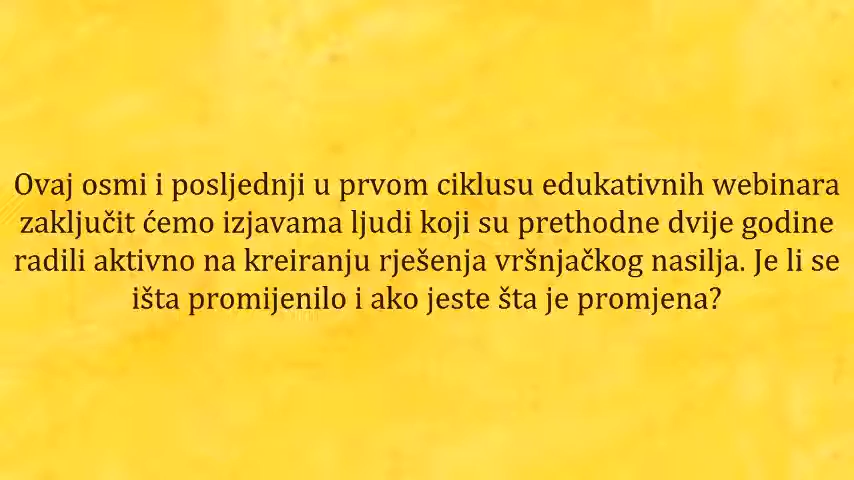 Ovaj osmi i posljednji u prvom ciklusu edukativnih webinara
zaključit ćemo izjavama ljudi koji su prethodne dvije godine
radili aktivno na kreiranju rješenja vršnjačkog nasilja. Je li se
išta promijenilo i ako jeste šta je promjena?